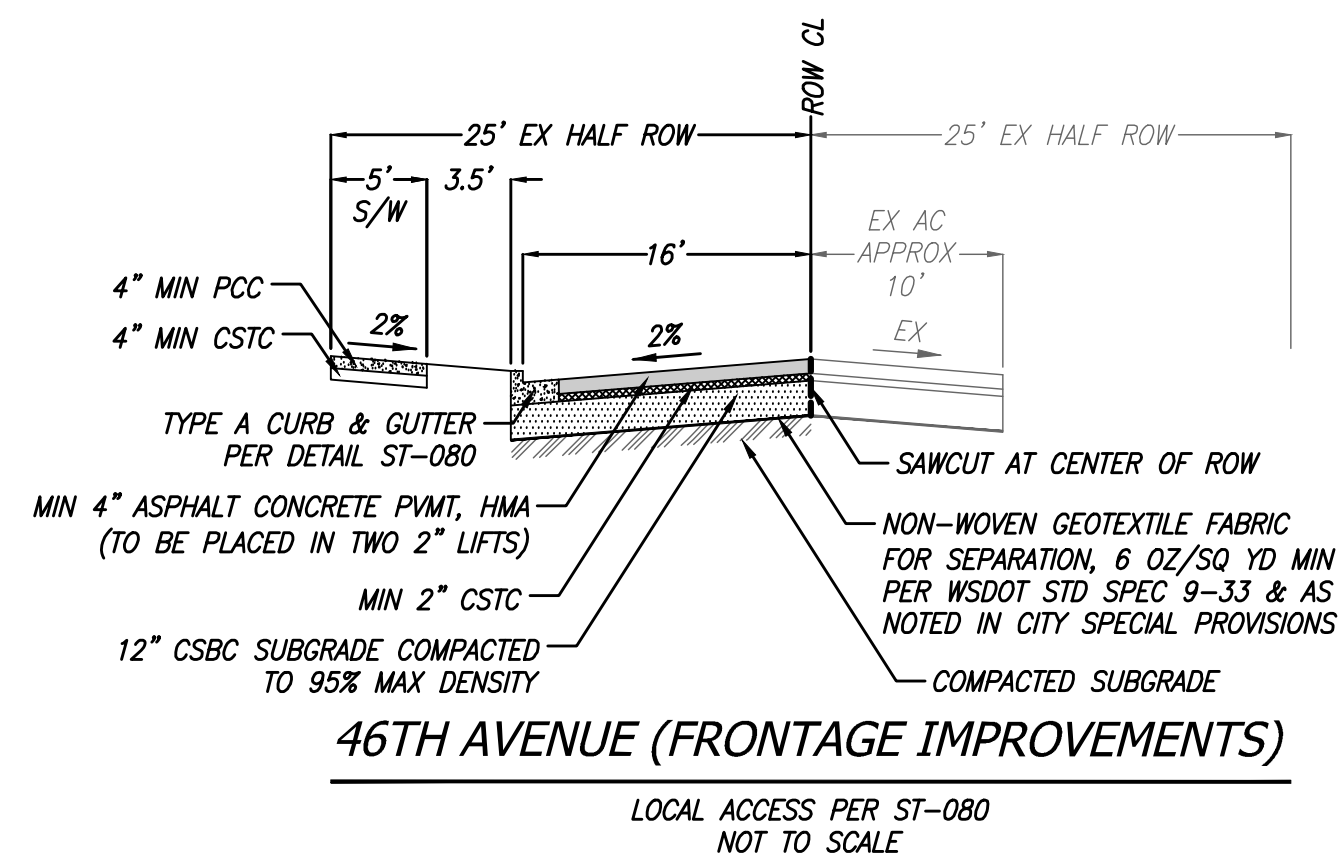 ROW CL
25' EX HALF ROW
25' EX HALF ROW
5'
S/W
3.5'
16'
EX AC
APPROX
10'
EX
4" MIN PCC
4" MIN CSTC
2%
2%
TYPE A CURB & GUTTER
PER DETAIL ST-080
MIN 4" ASPHALT CONCRETE PVMT, HMA
(TO BE PLACED IN TWO 2" LIFTS)
MIN 2" CSTC
12" CSBC SUBGRADE COMPACTED
TO 95% MAX DENSITY
SAWCUT AT CENTER OF ROW
NON-WOVEN GEOTEXTILE FABRIC
FOR SEPARATION, 6 OZ/SQ YD MIN
PER WSDOT STD SPEC 9-33 & AS
NOTED IN CITY SPECIAL PROVISIONS
COMPACTED SUBGRADE
46TH AVENUE (FRONTAGE IMPROVEMENTS)
LOCAL ACCESS PER ST-080
NOT TO SCALE